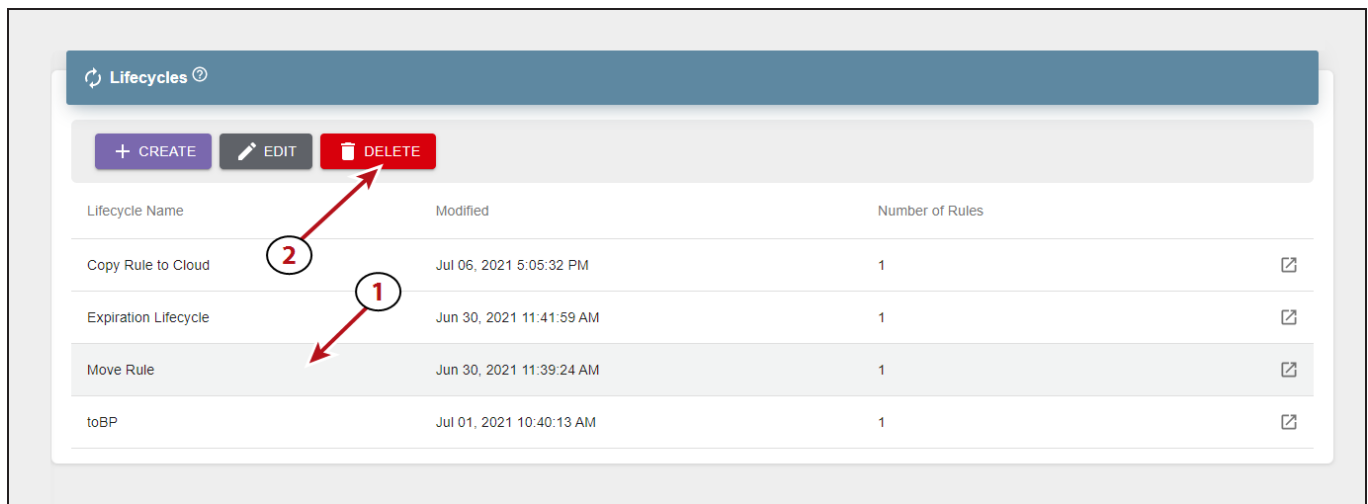 Lifecycles ?
+ CREATE EDIT DELETE
Lifecycle Name Modified Number of Rules
2
Copy Rule to Cloud Jul 06, 2021 5:05:32 PM 1
1
Expiration Lifecycle Jun 30, 2021 11:41:59 AM 1
Move Rule Jun 30, 2021 11:39:24 AM 1
toBP Jul 01, 2021 10:40:13 AM 1